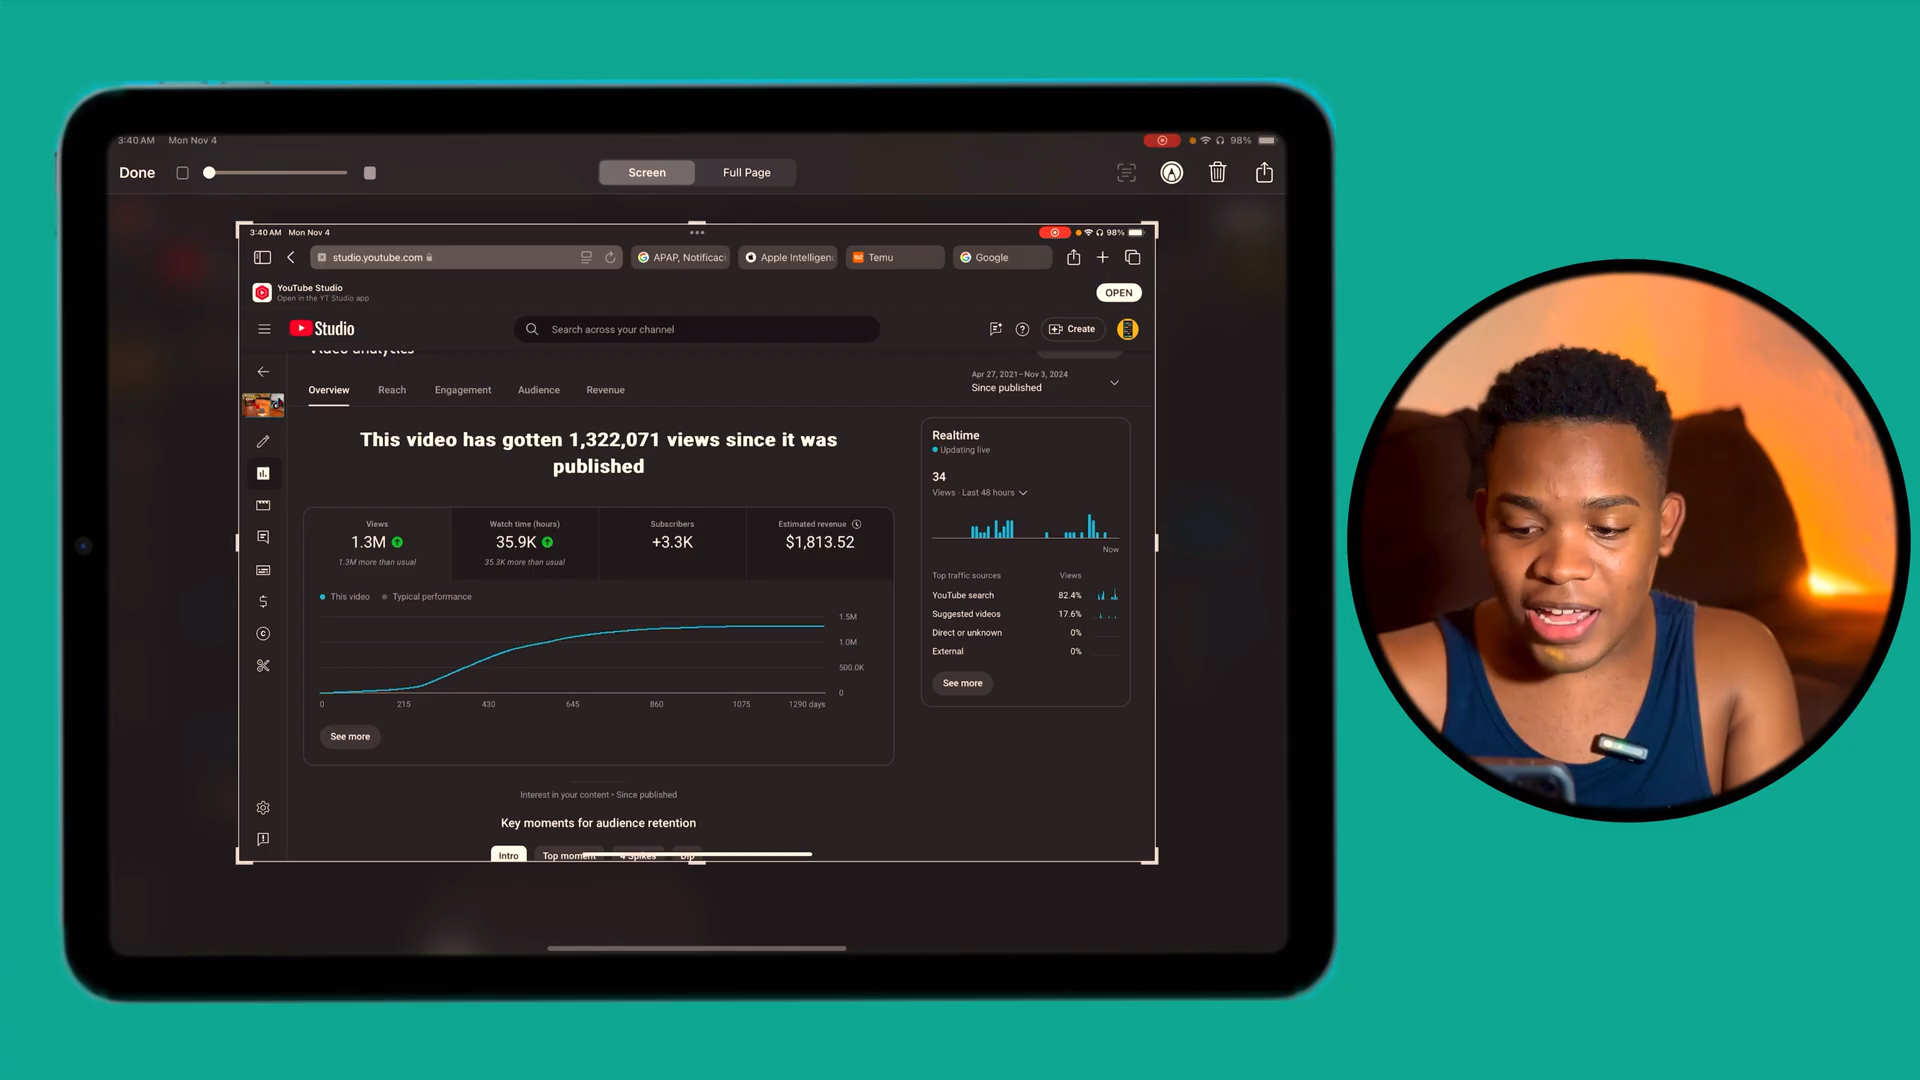 3:40 AM Mon Nov 4
98%
Done
Screen
Full Page
3:40 AM Mon Nov 4
98%
studio.youtube.com
APAP, Notificaci
Apple Intelligenc
Temu
Google
YouTube Studio
Open in the YT Studio app
OPEN
Studio
Search across your channel
Create
Video analytics
Overview
Reach
Engagement
Audience
Revenue
Apr 27, 2021–Nov 3, 2024
Since published
This video has gotten 1,322,071 views since it was
published
Views
1.3M
1.3M more than usual
Watch time (hours)
35.9K
35.3K more than usual
Subscribers
+3.3K
Estimated revenue
$1,813.52
This video
Typical performance
1.5M
1.0M
500.0K
0
0 215 430 645 860 1075 1290 days
See more
Realtime
Updating live
34
Views · Last 48 hours
Now
Top traffic sources Views
YouTube search 82.4%
Suggested videos 17.6%
Direct or unknown 0%
External 0%
See more
Interest in your content • Since published
Key moments for audience retention
Intro
Top moment
4 Spikes
Dip